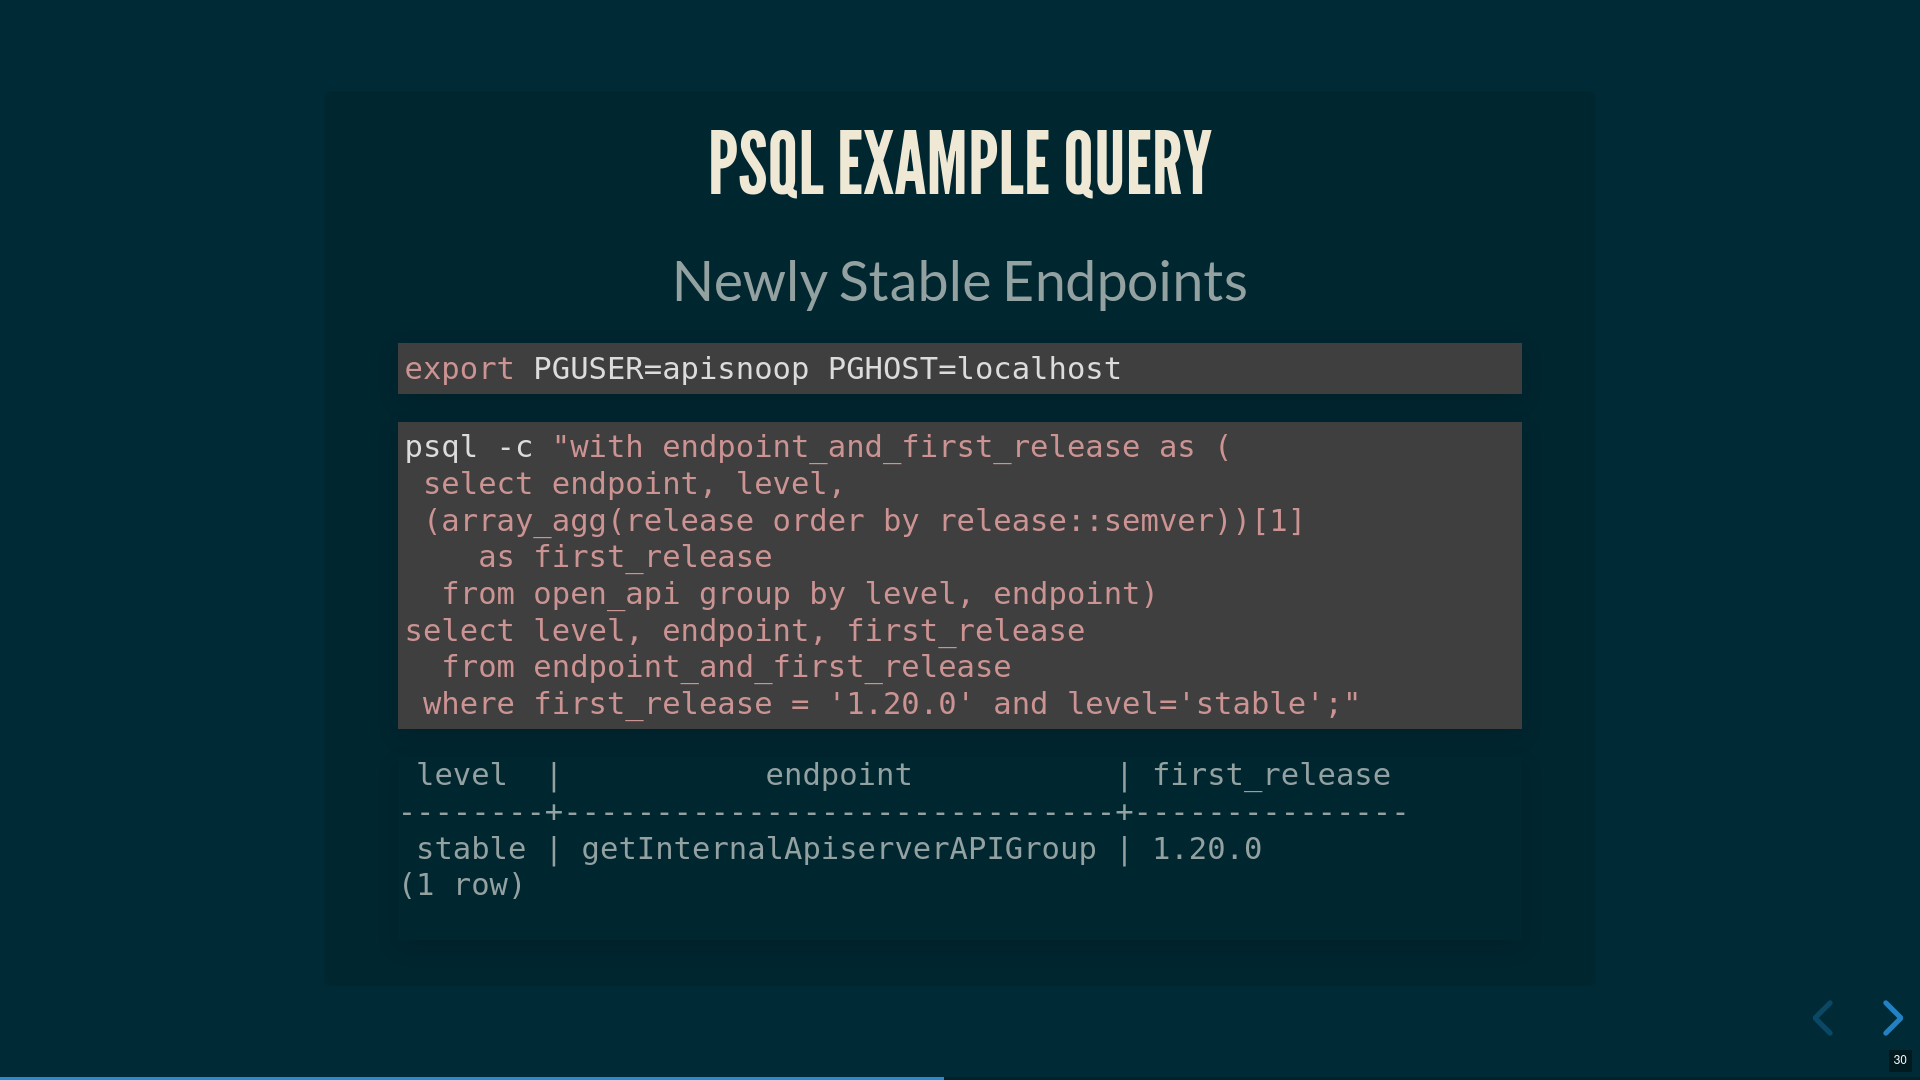 PSQL EXAMPLE QUERY
Newly Stable Endpoints
export PGUSER=apisnoop PGHOST=localhost
psql -c "with endpoint_and_first_release as (
 select endpoint, level,
 (array_agg(release order by release::semver))[1]
    as first_release
  from open_api group by level, endpoint)
select level, endpoint, first_release
  from endpoint_and_first_release
 where first_release = '1.20.0' and level='stable';"
 level  |           endpoint           | first_release
--------+------------------------------+---------------
 stable | getInternalApiserverAPIGroup | 1.20.0
(1 row)
30